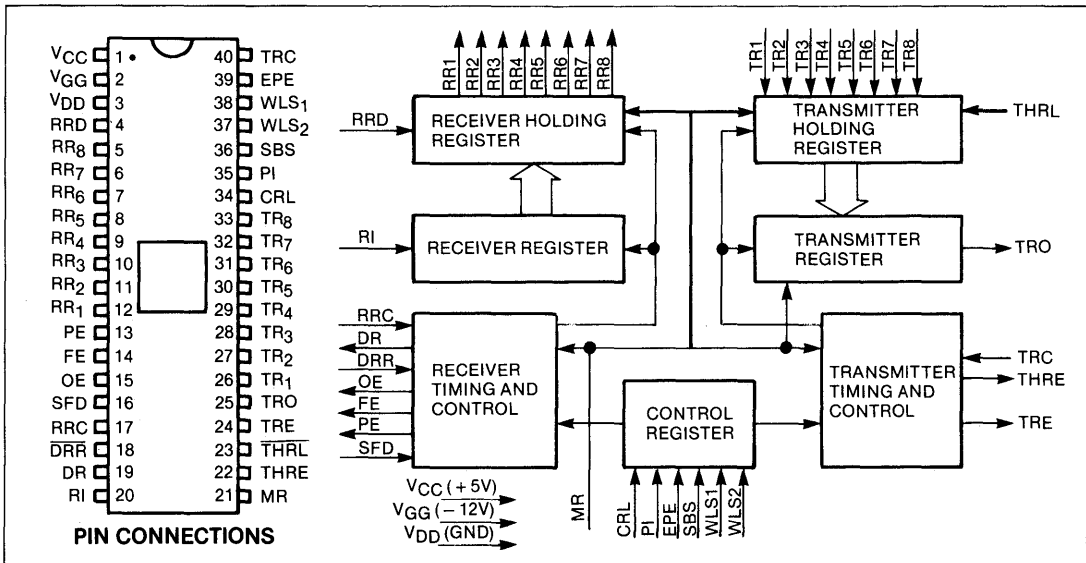 VCC 1 40 TRC
VGG 2 39 EPE
VDD 3 38 WLS1
RRD 4 37 WLS2
RR8 5 36 SBS
RR7 6 35 PI
RR6 7 34 CRL
RR5 8 33 TR8
RR4 9 32 TR7
RR3 10 31 TR6
RR2 11 30 TR5
RR1 12 29 TR4
PE 13 28 TR3
FE 14 27 TR2
OE 15 26 TR1
SFD 16 25 TRO
RRC 17 24 TRE
DRR 18 23 THRL
DR 19 22 THRE
RI 20 21 MR
PIN CONNECTIONS
RR1 RR2 RR3 RR4 RR5 RR6 RR7 RR8
RRD
RECEIVER HOLDING
REGISTER
RI
RECEIVER REGISTER
RRC
DR
DRR
OE
FE
PE
SFD
RECEIVER
TIMING AND
CONTROL
VCC (+5V)
VGG (-12V)
VDD (GND)
MR
CONTROL
REGISTER
CRL PI EPE SBS WLS1 WLS2
TR1 TR2 TR3 TR4 TR5 TR6 TR7 TR8
TRANSMITTER
HOLDING
REGISTER
THRL
TRANSMITTER
REGISTER
TRO
TRANSMITTER
TIMING AND
CONTROL
TRC
THRE
TRE